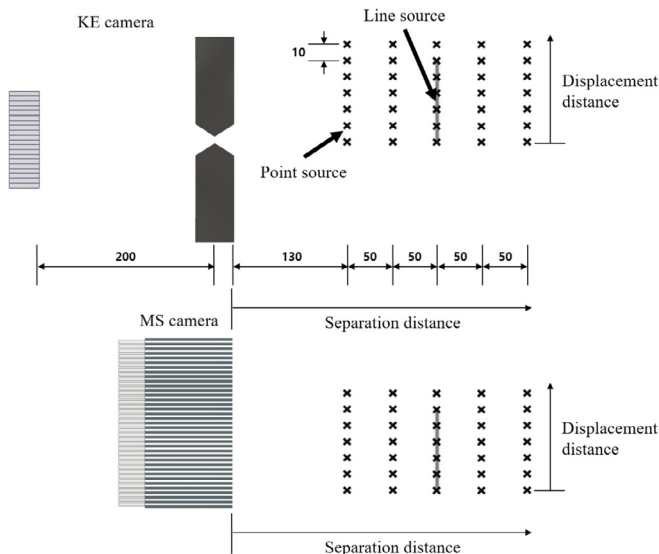 KE camera
Line source
10
Displacement
distance
Point source
200
130
50
50
50
50
Separation distance
MS camera
Displacement
distance
Separation distance